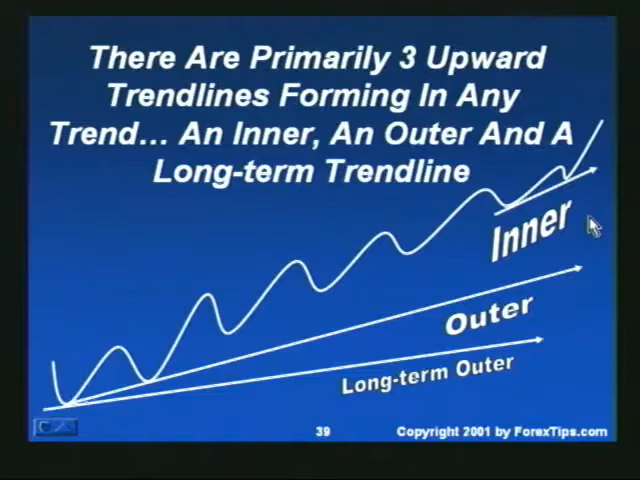 There Are Primarily 3 Upward
Trendlines Forming In Any
Trend... An Inner, An Outer And A
Long-term Trendline
Inner
Outer
Long-term Outer
39
Copyright 2001 by ForexTips.com